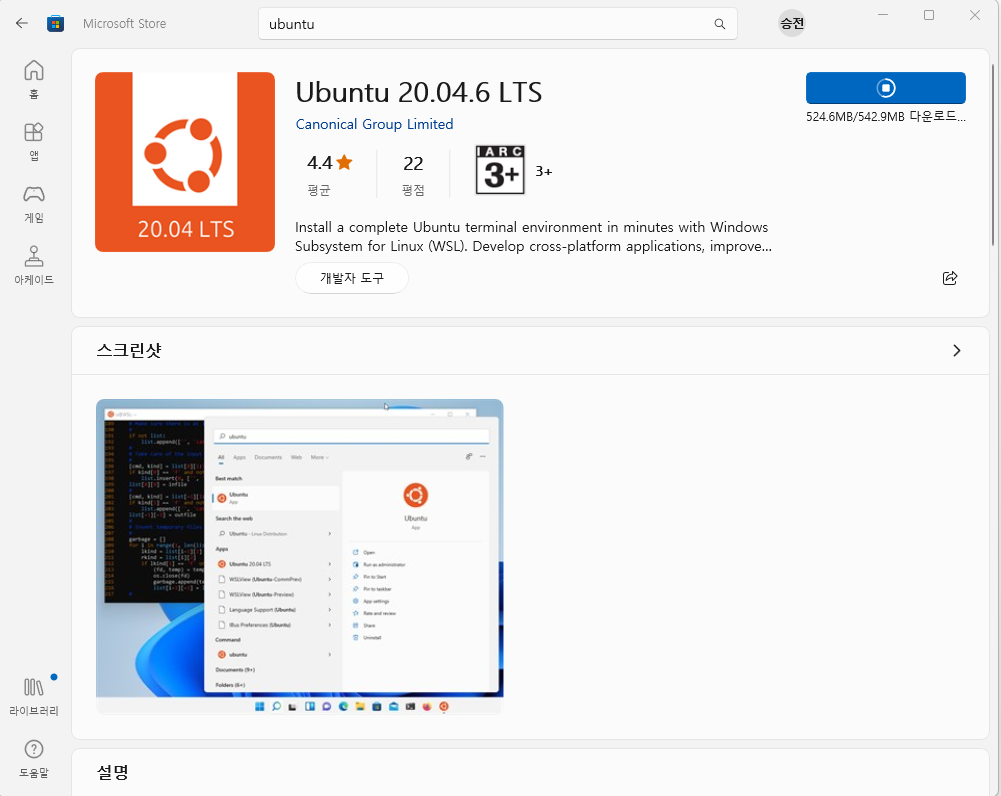 Microsoft Store
ubuntu
승전
홈
앱
게임
아케이드
라이브러리
도움말
20.04 LTS
Ubuntu 20.04.6 LTS
Canonical Group Limited
4.4
평균
22
평점
IARC
3+
3+
Install a complete Ubuntu terminal environment in minutes with Windows
Subsystem for Linux (WSL). Develop cross-platform applications, improve...
개발자 도구
524.6MB/542.9MB 다운로드...
스크린샷
ubuntu
All Apps Documents Web More
Best match
Ubuntu
App
Search the web
Ubuntu - Linux Distribution
Apps
Ubuntu 20.04 LTS
WSLView (Ubuntu-CommPrev)
WSLView (Ubuntu-Preview)
Language Support (Ubuntu)
IBus Preferences (Ubuntu)
Command
ubuntu
Documents (9+)
Folders (6+)
Ubuntu
App
Open
Run as administrator
Pin to Start
Pin to taskbar
App settings
Rate and review
Share
Uninstall
설명